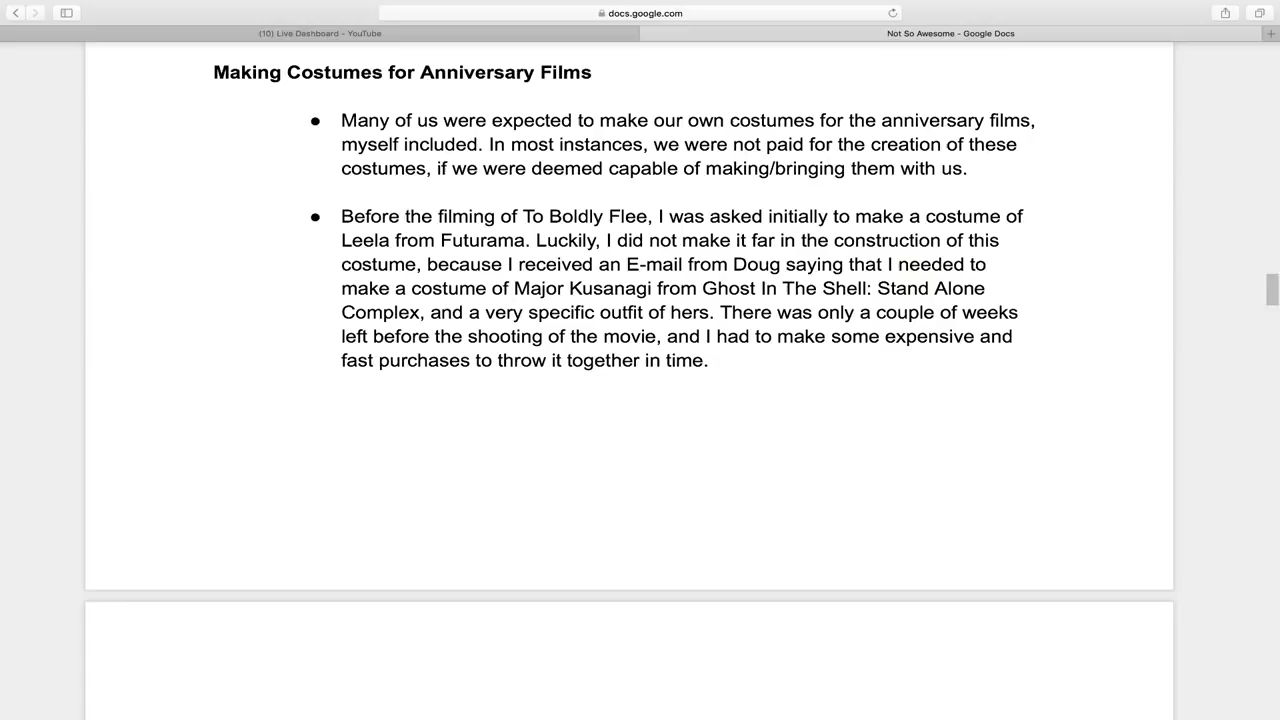 docs.google.com
(10) Live Dashboard - YouTube
Not So Awesome - Google Docs
Making Costumes for Anniversary Films
● Many of us were expected to make our own costumes for the anniversary films,
myself included. In most instances, we were not paid for the creation of these
costumes, if we were deemed capable of making/bringing them with us.
● Before the filming of To Boldly Flee, I was asked initially to make a costume of
Leela from Futurama. Luckily, I did not make it far in the construction of this
costume, because I received an E-mail from Doug saying that I needed to
make a costume of Major Kusanagi from Ghost In The Shell: Stand Alone
Complex, and a very specific outfit of hers. There was only a couple of weeks
left before the shooting of the movie, and I had to make some expensive and
fast purchases to throw it together in time.